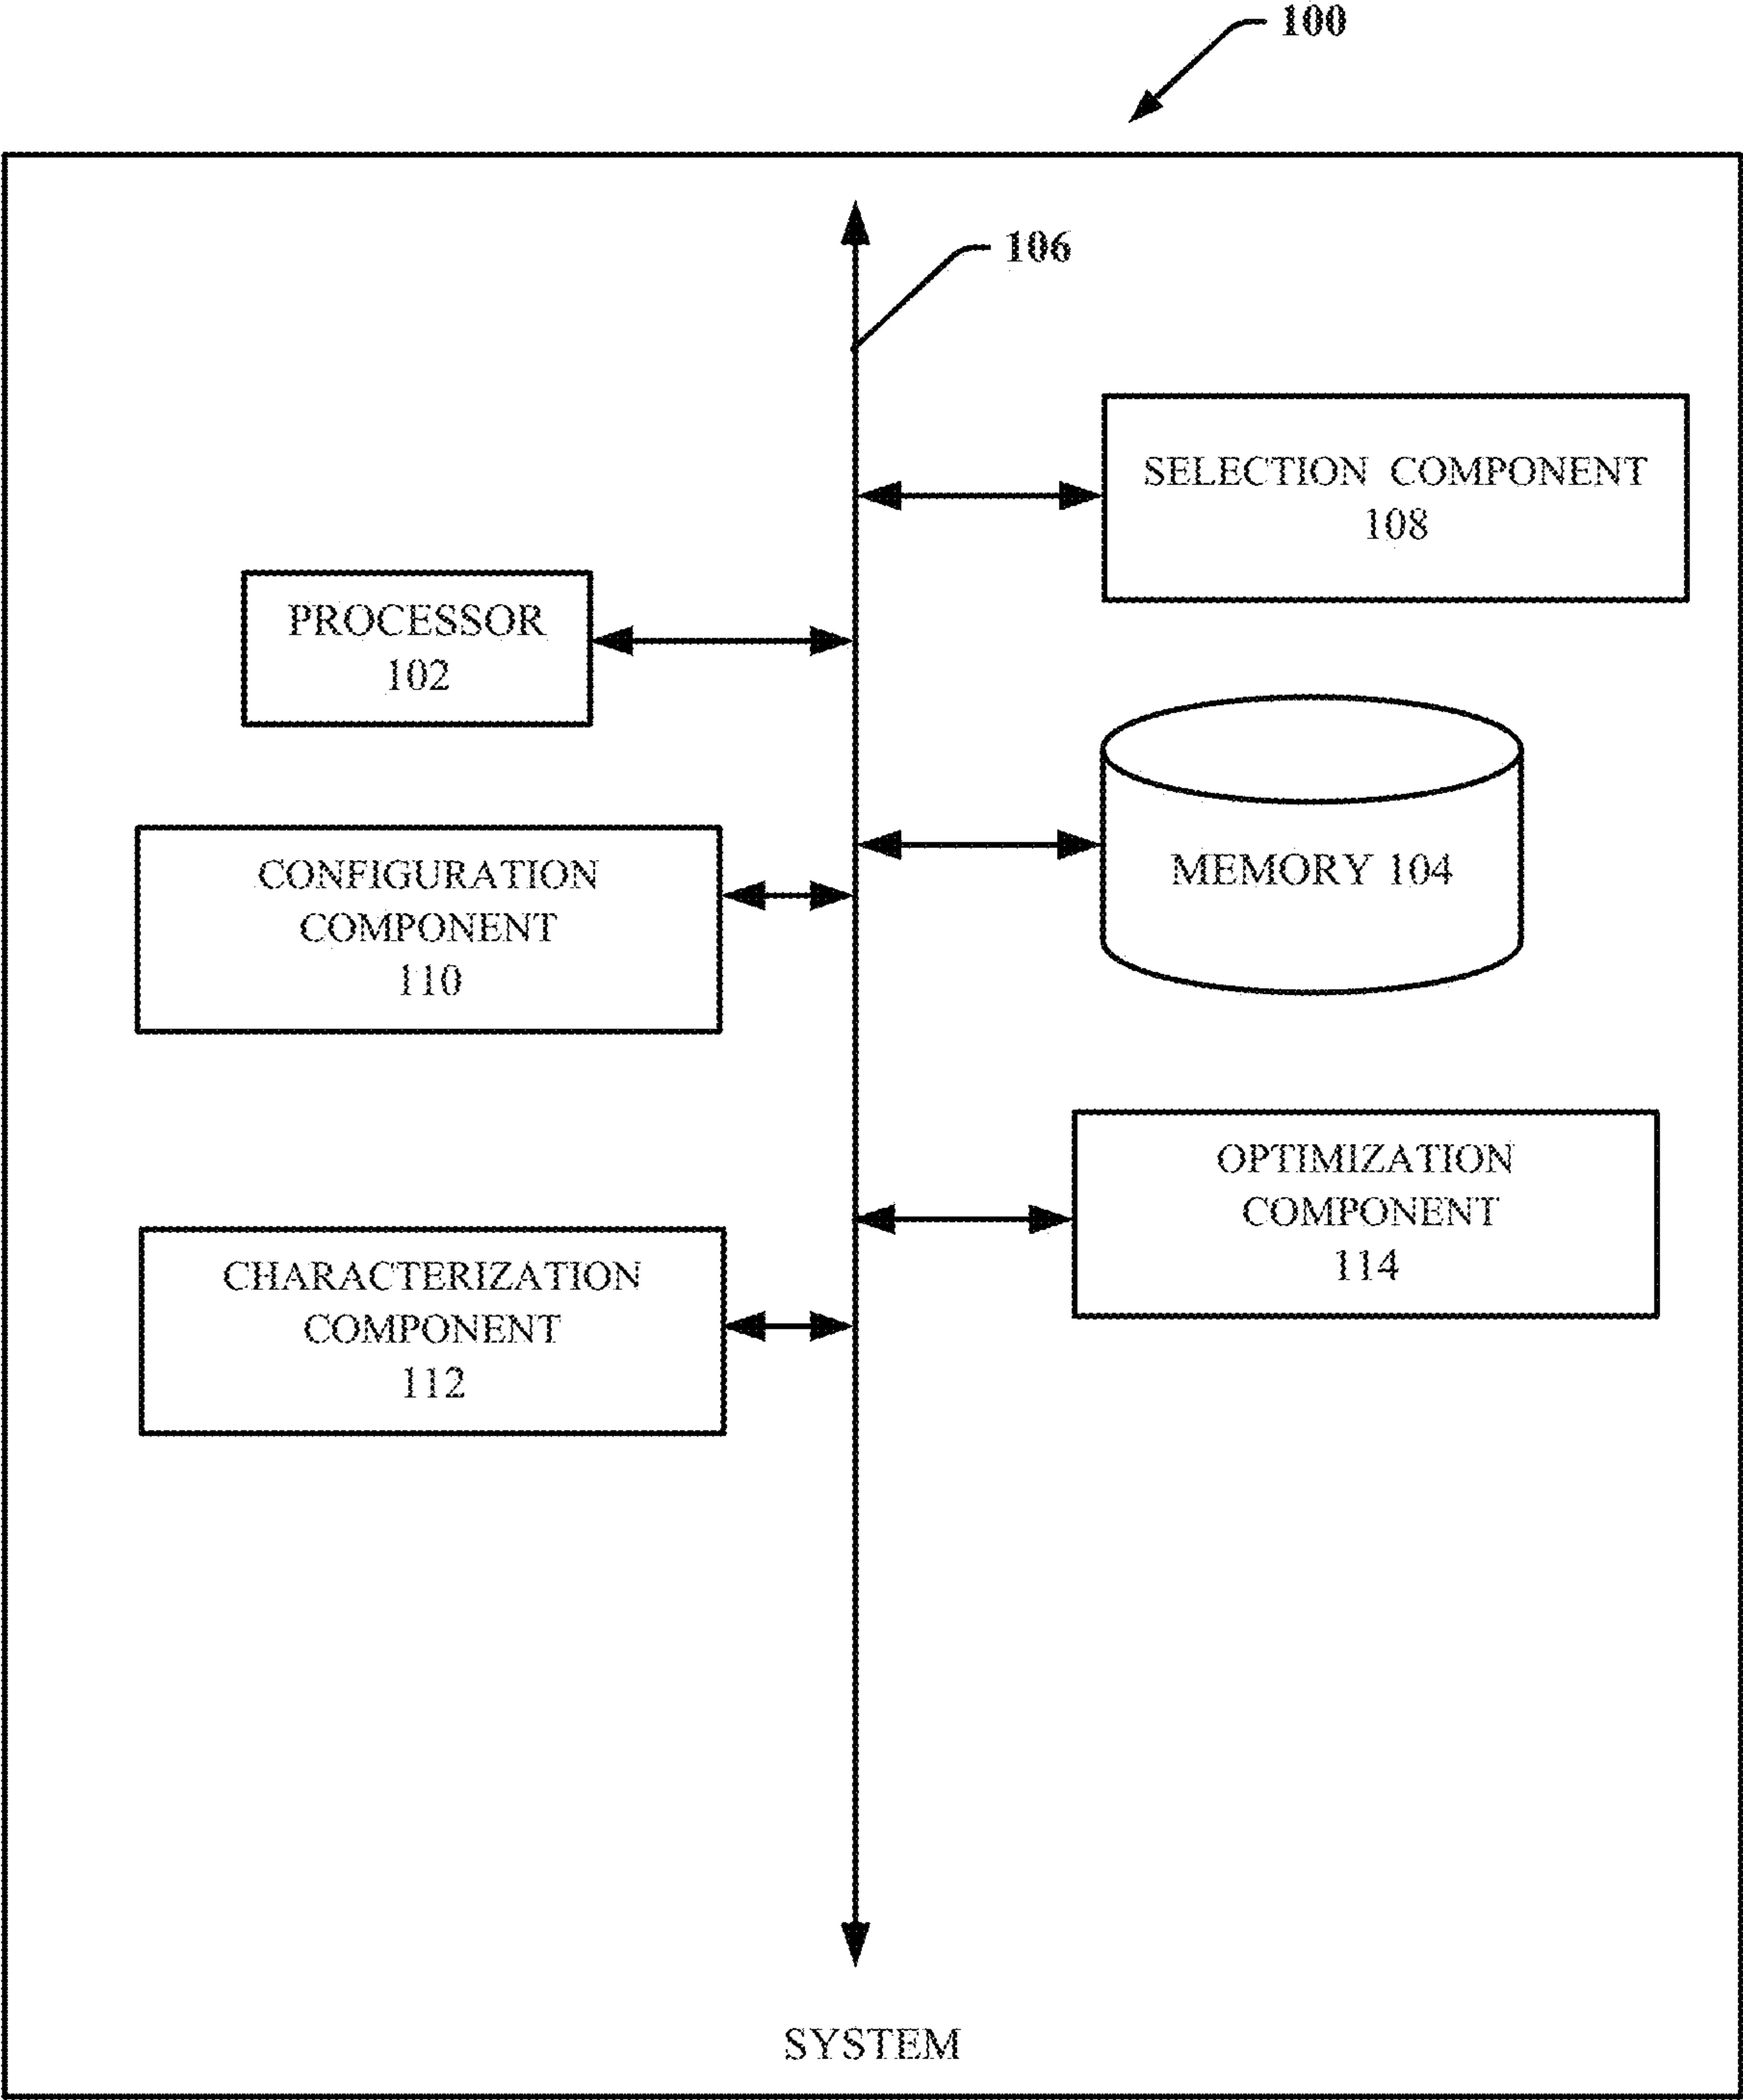 100
106
SELECTION COMPONENT
108
PROCESSOR
102
MEMORY 104
CONFIGURATION
COMPONENT
110
OPTIMIZATION
COMPONENT
114
CHARACTERIZATION
COMPONENT
112
SYSTEM